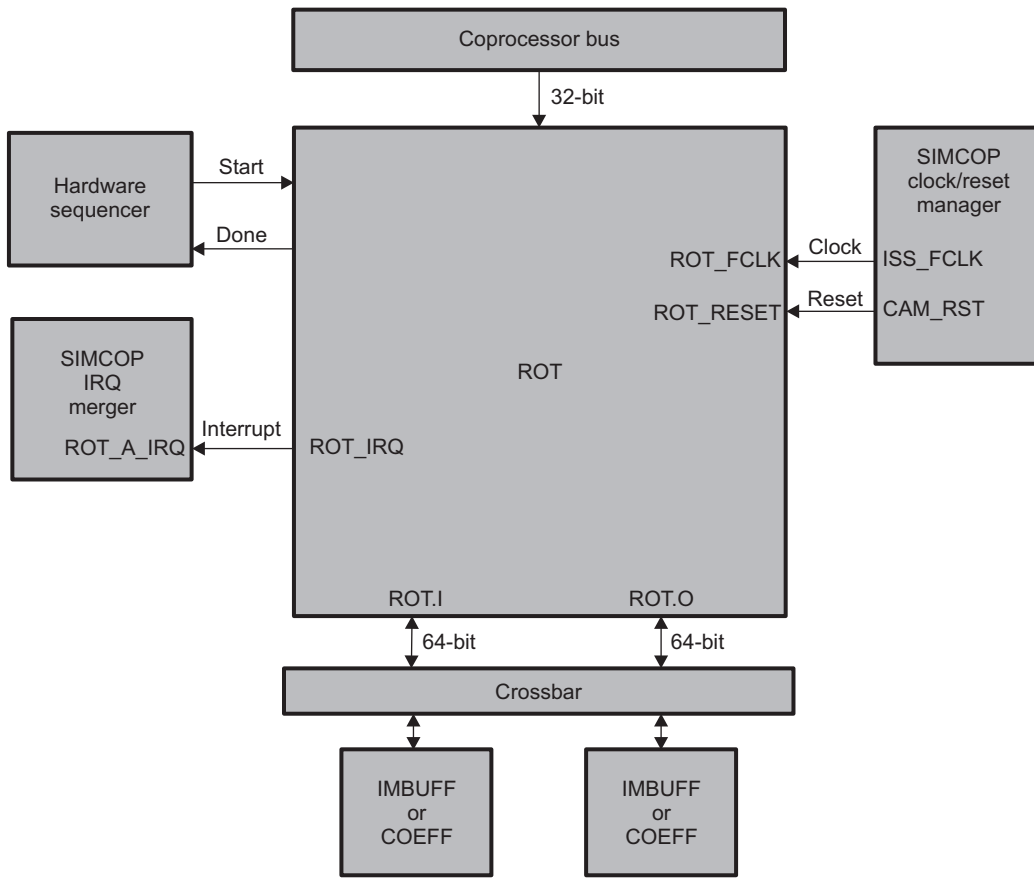 Coprocessor bus
32-bit
Hardware
sequencer
Start
Done
SIMCOP
clock/reset
manager
ISS_FCLK
CAM_RST
Clock
Reset
ROT_FCLK
ROT_RESET
ROT
SIMCOP
IRQ
merger
ROT_A_IRQ
Interrupt
ROT_IRQ
ROT.I
ROT.O
64-bit
64-bit
Crossbar
IMBUFF
or
COEFF
IMBUFF
or
COEFF